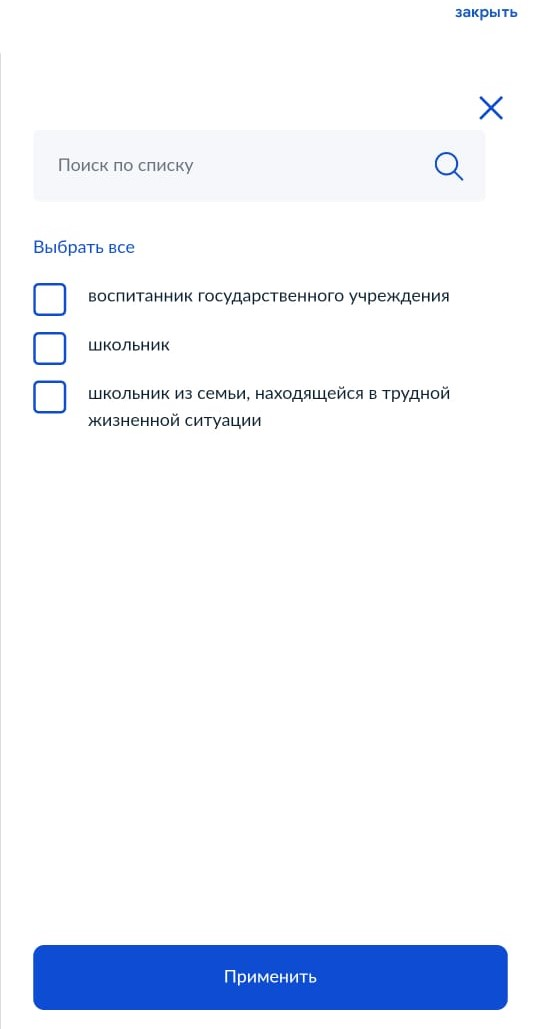 закрыть
Поиск по списку
Выбрать все
воспитанник государственного учреждения
школьник
школьник из семьи, находящейся в трудной
жизненной ситуации
Применить